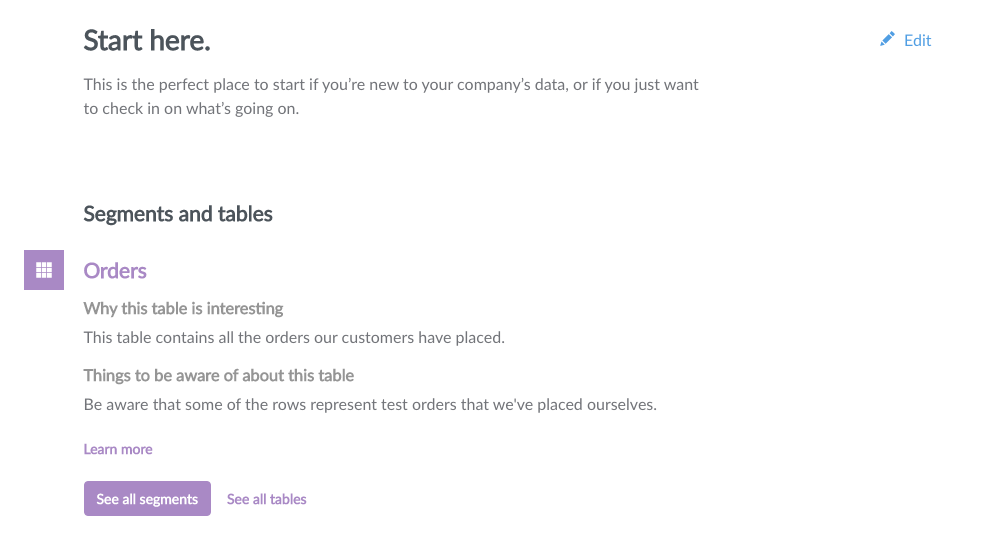 Start here.
Edit
This is the perfect place to start if you’re new to your company’s data, or if you just want
to check in on what’s going on.
Segments and tables
Orders
Why this table is interesting
This table contains all the orders our customers have placed.
Things to be aware of about this table
Be aware that some of the rows represent test orders that we've placed ourselves.
Learn more
See all segments
See all tables